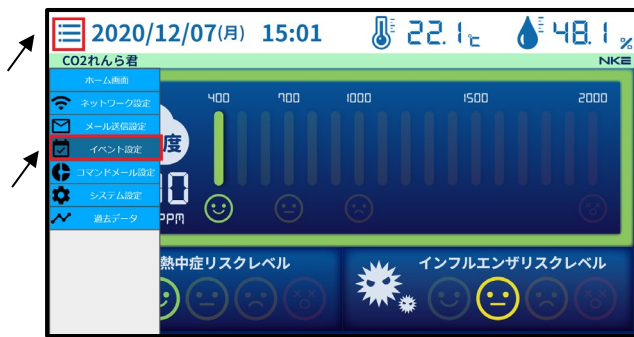 2020/12/07(月) 15:01 22.1℃ 48.1 %
CO2れんら君 NKE
ホーム画面
ネットワーク設定
メール送信設定
イベント設定
コマンドメール設定
システム設定
過去データ
400 700 1000 1500 2000
度
PPM
熱中症リスクレベル インフルエンザリスクレベル